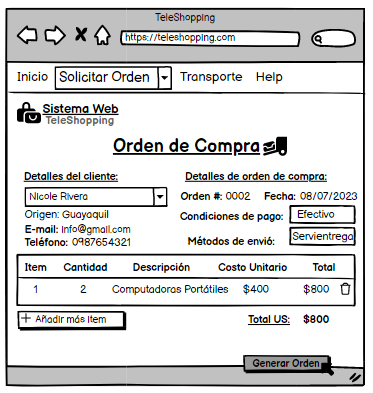 TeleShopping
https://teleshopping.com
Inicio Solicitar Orden Transporte Help
Sistema Web
TeleShopping
Orden de Compra
Detalles del cliente:
Nicole Rivera
Origen: Guayaquil
E-mail: info@gmail.com
Teléfono: 0987654321
Detalles de orden de compra:
Orden #: 0002 Fecha: 08/07/2023
Condiciones de pago: Efectivo
Métodos de envió: Servientrega
Item Cantidad Descripción Costo Unitario Total
1 2 Computadoras Portátiles $400 $800
+ Añadir más item
Total US: $800
Generar Orden